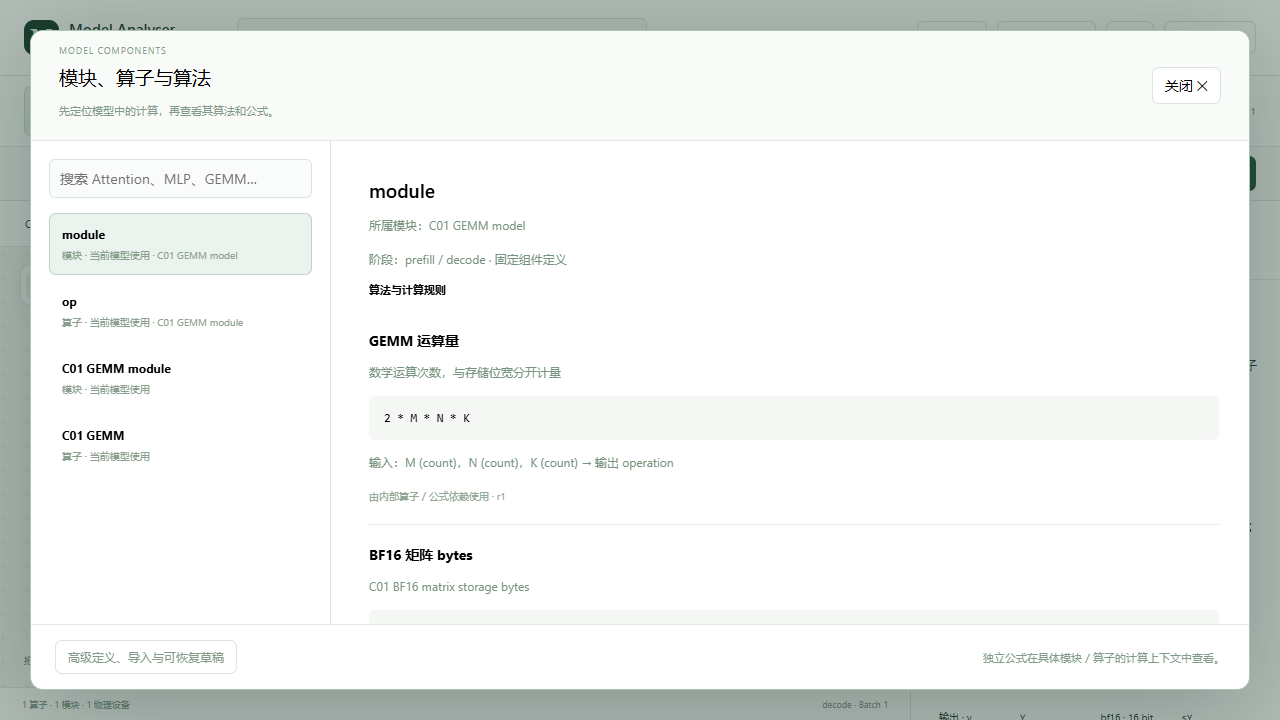 Model Analyser
MODEL COMPONENTS
模块、算子与算法
先定位模型中的计算，再查看其算法和公式。
关闭 ×
搜索 Attention、MLP、GEMM...
module
模块 · 当前模型使用 · C01 GEMM model
op
算子 · 当前模型使用 · C01 GEMM module
C01 GEMM module
模块 · 当前模型使用
C01 GEMM
算子 · 当前模型使用
module
所属模块：C01 GEMM model
阶段：prefill / decode · 固定组件定义
算法与计算规则
GEMM 运算量
数学运算次数，与存储位宽分开计量
2 * M * N * K
输入：M (count)，N (count)，K (count) → 输出 operation
由内部算子 / 公式依赖使用 · r1
BF16 矩阵 bytes
C01 BF16 matrix storage bytes
高级定义、导入与可恢复草稿
独立公式在具体模块 / 算子的计算上下文中查看。
1 算子 · 1 模块 · 1 物理设备
decode · Batch 1
输出 · y
Y
bf16 · 16 bit
sY